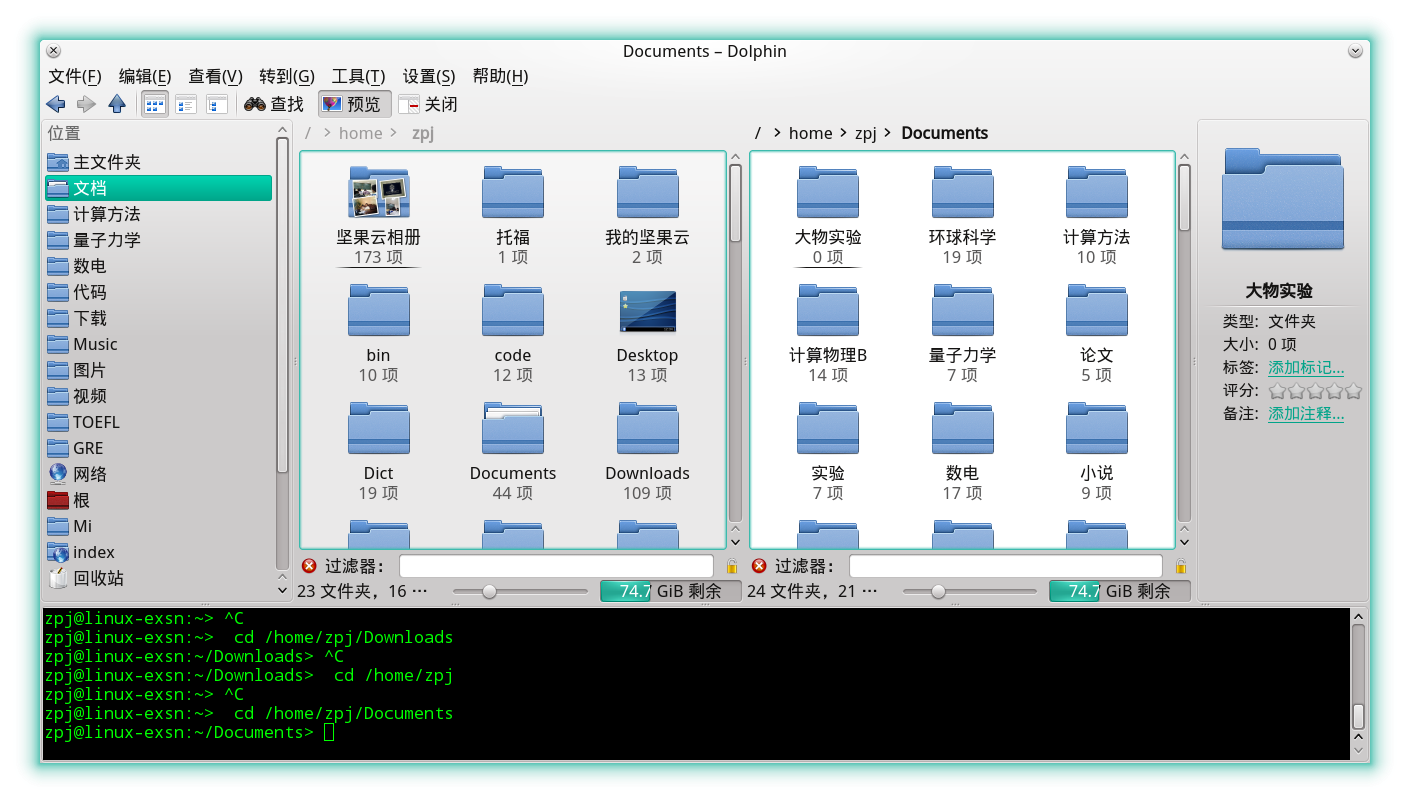 Documents – Dolphin
文件(F) 编辑(E) 查看(V) 转到(G) 工具(T) 设置(S) 帮助(H)
查找 预览 关闭
位置
主文件夹
文档
计算方法
量子力学
数电
代码
下载
Music
图片
视频
TOEFL
GRE
网络
根
Mi
index
回收站
/ > home > zpj
坚果云相册 托福 我的坚果云
173 项 1 项 2 项
bin code Desktop
10 项 12 项 13 项
Dict Documents Downloads
19 项 44 项 109 项
过滤器：
23 文件夹，16 ⋯ 74.7 GiB 剩余
/ > home > zpj > Documents
大物实验 环球科学 计算方法
0 项 19 项 10 项
计算物理B 量子力学 论文
14 项 7 项 5 项
实验 数电 小说
7 项 17 项 9 项
过滤器：
24 文件夹，21 ⋯ 74.7 GiB 剩余
大物实验
类型: 文件夹
大小: 0 项
标签: 添加标记...
评分:
备注: 添加注释...
zpj@linux-exsn:~> ^C
zpj@linux-exsn:~>  cd /home/zpj/Downloads
zpj@linux-exsn:~/Downloads> ^C
zpj@linux-exsn:~/Downloads>  cd /home/zpj
zpj@linux-exsn:~> ^C
zpj@linux-exsn:~>  cd /home/zpj/Documents
zpj@linux-exsn:~/Documents>